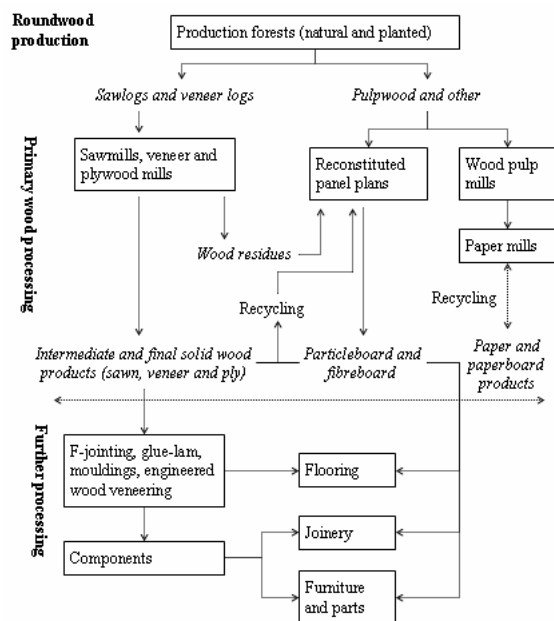 Roundwood
production
Production forests (natural and planted)
Sawlogs and veneer logs
Pulpwood and other
Primary wood processing
Sawmills, veneer and
plywood mills
Reconstituted
panel plans
Wood pulp
mills
Wood residues
Paper mills
Recycling
Recycling
Intermediate and final solid wood
products (sawn, veneer and ply)
Particleboard and
fibreboard
Paper and
paperboard
products
Further processing
F-jointing, glue-lam,
mouldings, engineered
wood veneering
Flooring
Components
Joinery
Furniture
and parts